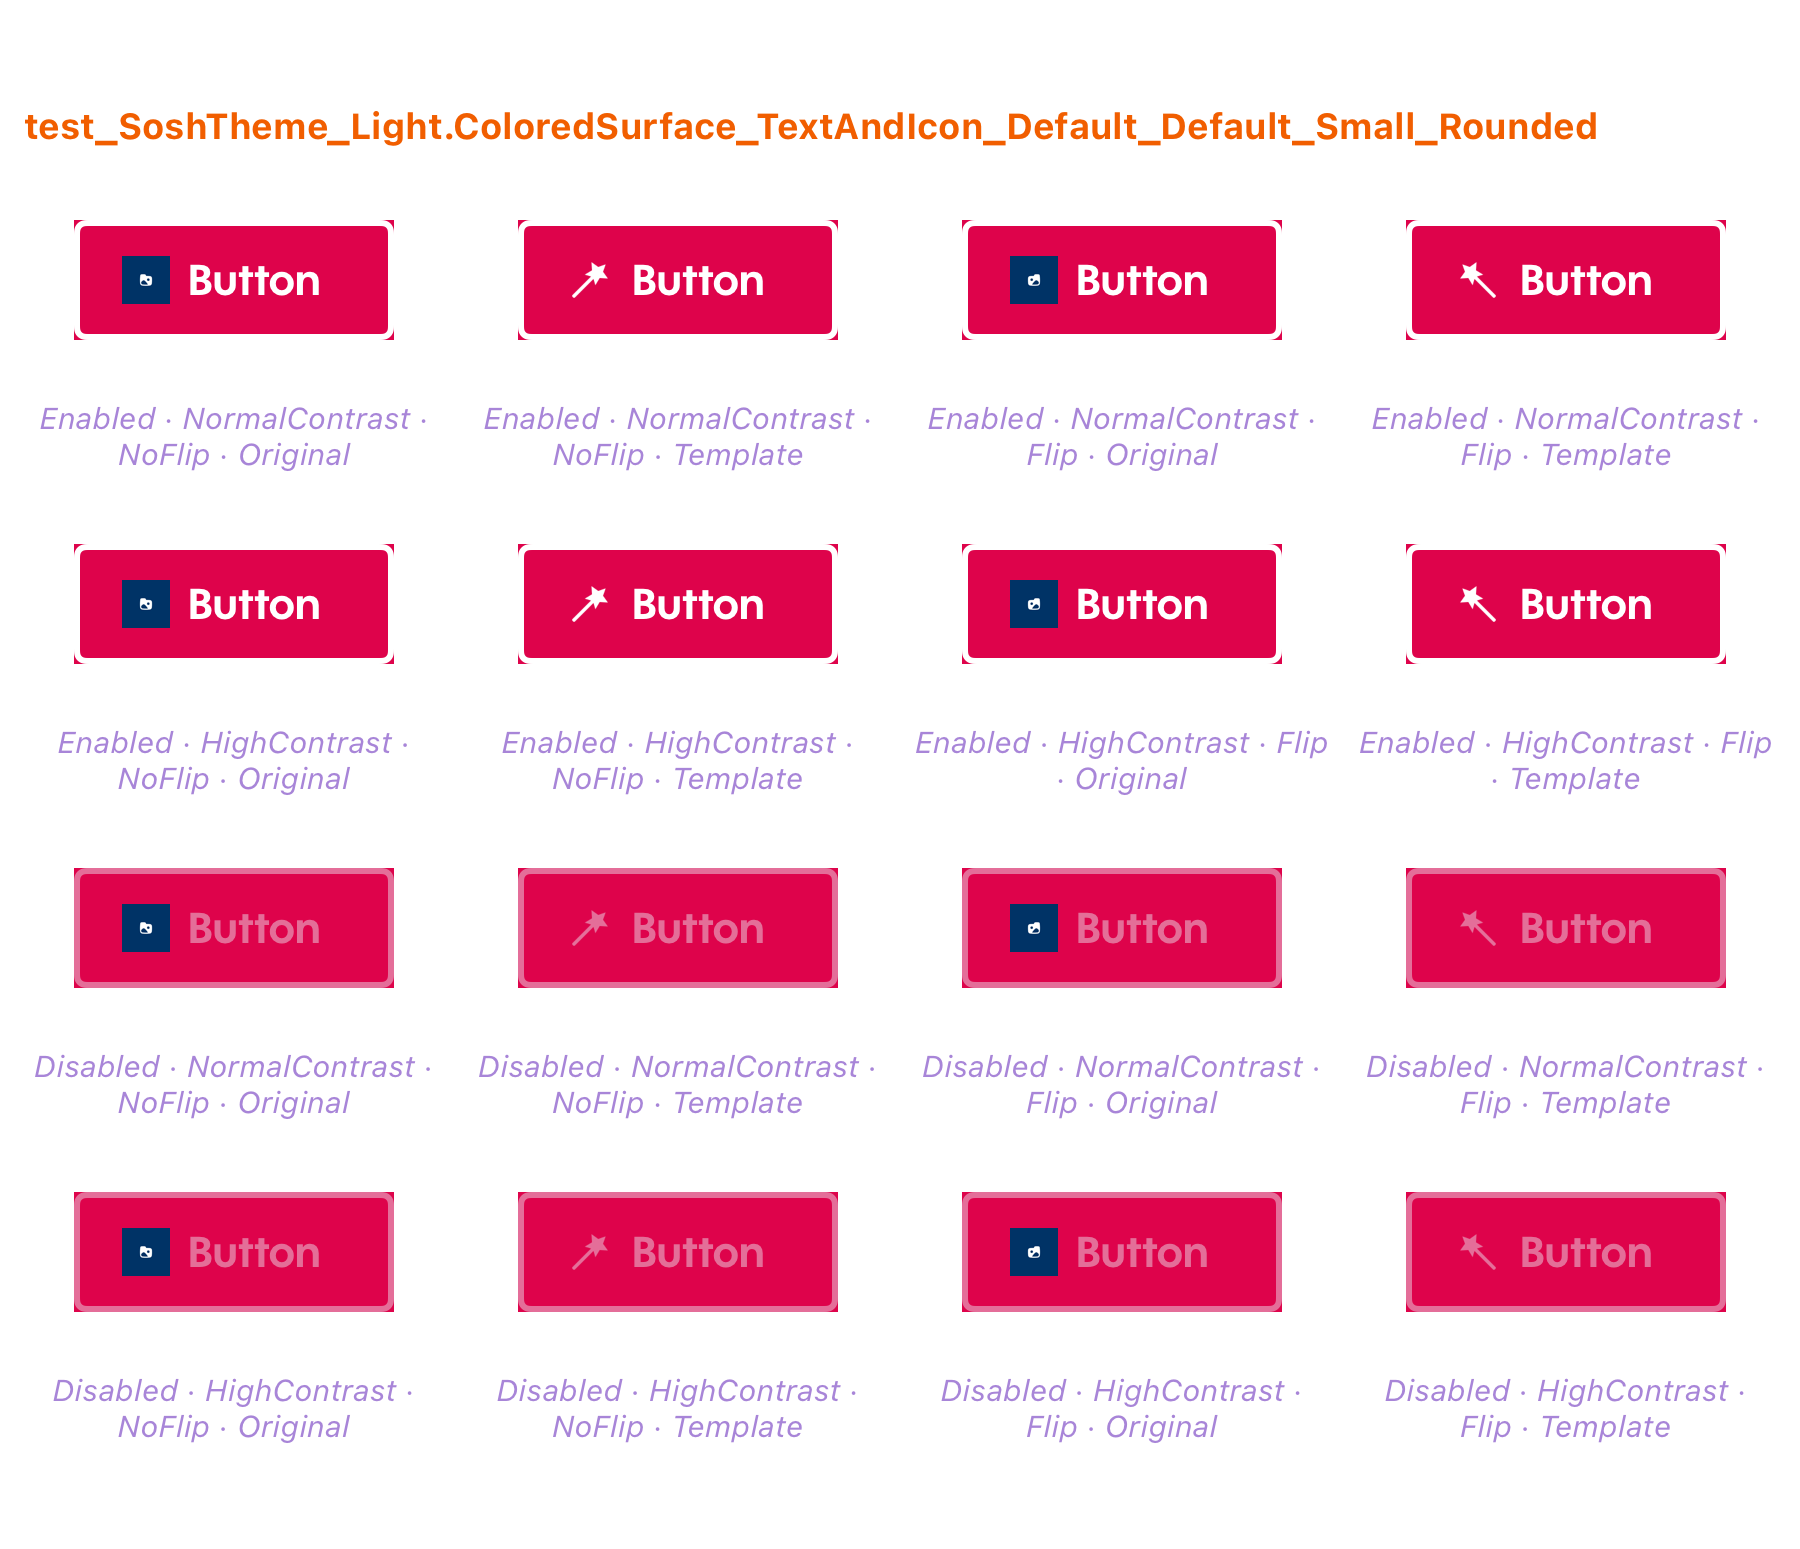 test_SoshTheme_Light.ColoredSurface_TextAndIcon_Default_Default_Small_Rounded
Button
Button
Button
Button
Enabled · NormalContrast ·
NoFlip · Original
Enabled · NormalContrast ·
NoFlip · Template
Enabled · NormalContrast ·
Flip · Original
Enabled · NormalContrast ·
Flip · Template
Button
Button
Button
Button
Enabled · HighContrast ·
NoFlip · Original
Enabled · HighContrast ·
NoFlip · Template
Enabled · HighContrast · Flip
· Original
Enabled · HighContrast · Flip
· Template
Button
Button
Button
Button
Disabled · NormalContrast ·
NoFlip · Original
Disabled · NormalContrast ·
NoFlip · Template
Disabled · NormalContrast ·
Flip · Original
Disabled · NormalContrast ·
Flip · Template
Button
Button
Button
Button
Disabled · HighContrast ·
NoFlip · Original
Disabled · HighContrast ·
NoFlip · Template
Disabled · HighContrast ·
Flip · Original
Disabled · HighContrast ·
Flip · Template